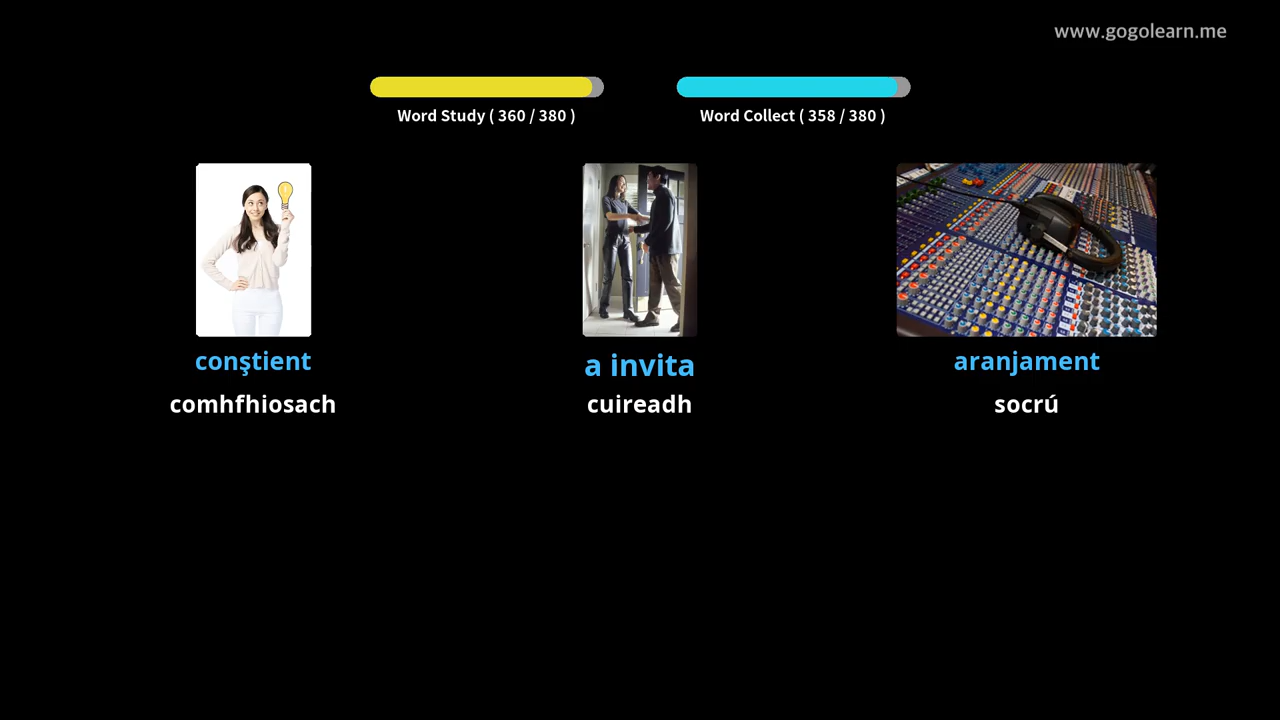 www.gogolearn.me
Word Study ( 360 / 380 )
Word Collect ( 358 / 380 )
conştient
a invita
aranjament
comhfhiosach
cuireadh
socrú